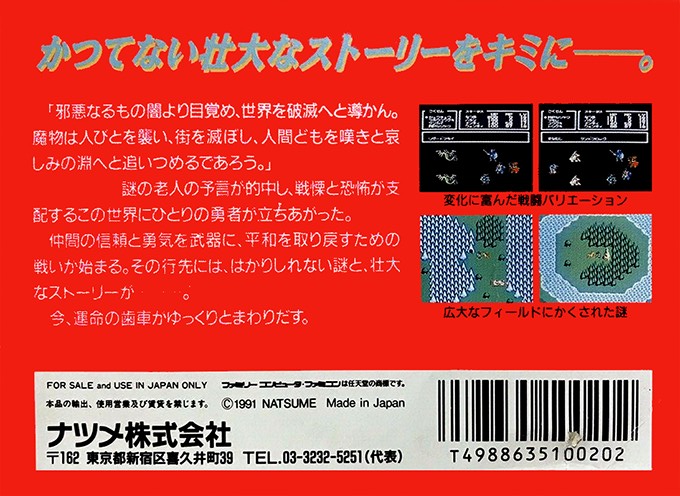 かつてない壮大なストーリーをキミに――。
「邪悪なるもの闇より目覚め、世界を破滅へと導かん。
魔物は人びとを襲い、街を滅ぼし、人間どもを嘆きと哀
しみの淵へと追いつめるであろう。」
謎の老人の予言が的中し、戦慄と恐怖が支
配するこの世界にひとりの勇者が立ちあがった。
仲間の信頼と勇気を武器に、平和を取り戻すための
戦いが始まる。その行先には、はかりしれない謎と、壮大
なストーリーが……。
今、運命の歯車がゆっくりとまわりだす。
変化に富んだ戦闘バリエーション
広大なフィールドにかくされた謎
FOR SALE and USE IN JAPAN ONLY
ファミリーコンピュータ・ファミコンは任天堂の商標です。
本品の輸出、使用営業及び賃貸を禁じます。
©1991 NATSUME Made in Japan
ナツメ株式会社
〒162 東京都新宿区喜久井町39 TEL.03-3232-5251(代表)
T4988635100202